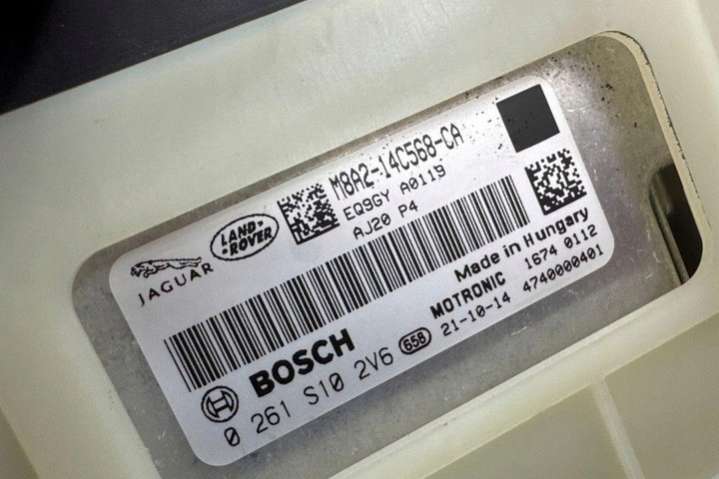 M8A2-14C568-CA
EQ9GY A0119
AJ20 P4
LAND-
ROVER
JAGUAR
Made in Hungary
BOSCH
MOTRONIC 1674 0112
0 261 S10 2V6 658 21-10-14 4740000401